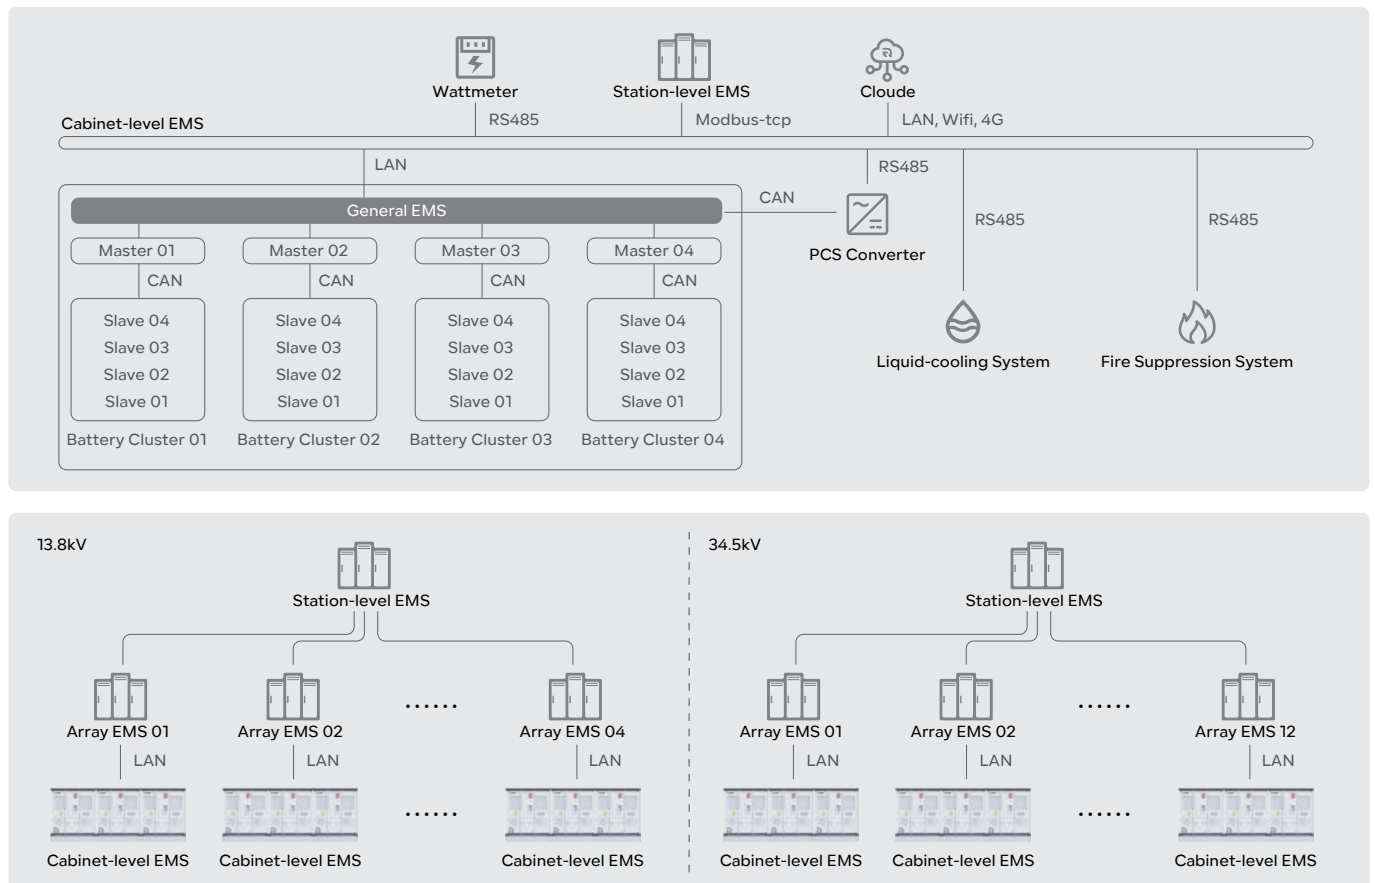 Wattmeter
Station-level EMS
Cloude
Cabinet-level EMS
RS485
Modbus-tcp
LAN, Wifi, 4G
LAN
RS485
General EMS
CAN
RS485
RS485
Master 01
Master 02
Master 03
Master 04
PCS Converter
CAN
CAN
CAN
CAN
Slave 04
Slave 03
Slave 02
Slave 01
Slave 04
Slave 03
Slave 02
Slave 01
Slave 04
Slave 03
Slave 02
Slave 01
Slave 04
Slave 03
Slave 02
Slave 01
Liquid-cooling System
Fire Suppression System
Battery Cluster 01
Battery Cluster 02
Battery Cluster 03
Battery Cluster 04
13.8kV
Station-level EMS
Array EMS 01
Array EMS 02
......
Array EMS 04
LAN
LAN
LAN
......
Cabinet-level EMS
Cabinet-level EMS
Cabinet-level EMS
34.5kV
Station-level EMS
Array EMS 01
Array EMS 02
......
Array EMS 12
LAN
LAN
LAN
......
Cabinet-level EMS
Cabinet-level EMS
Cabinet-level EMS